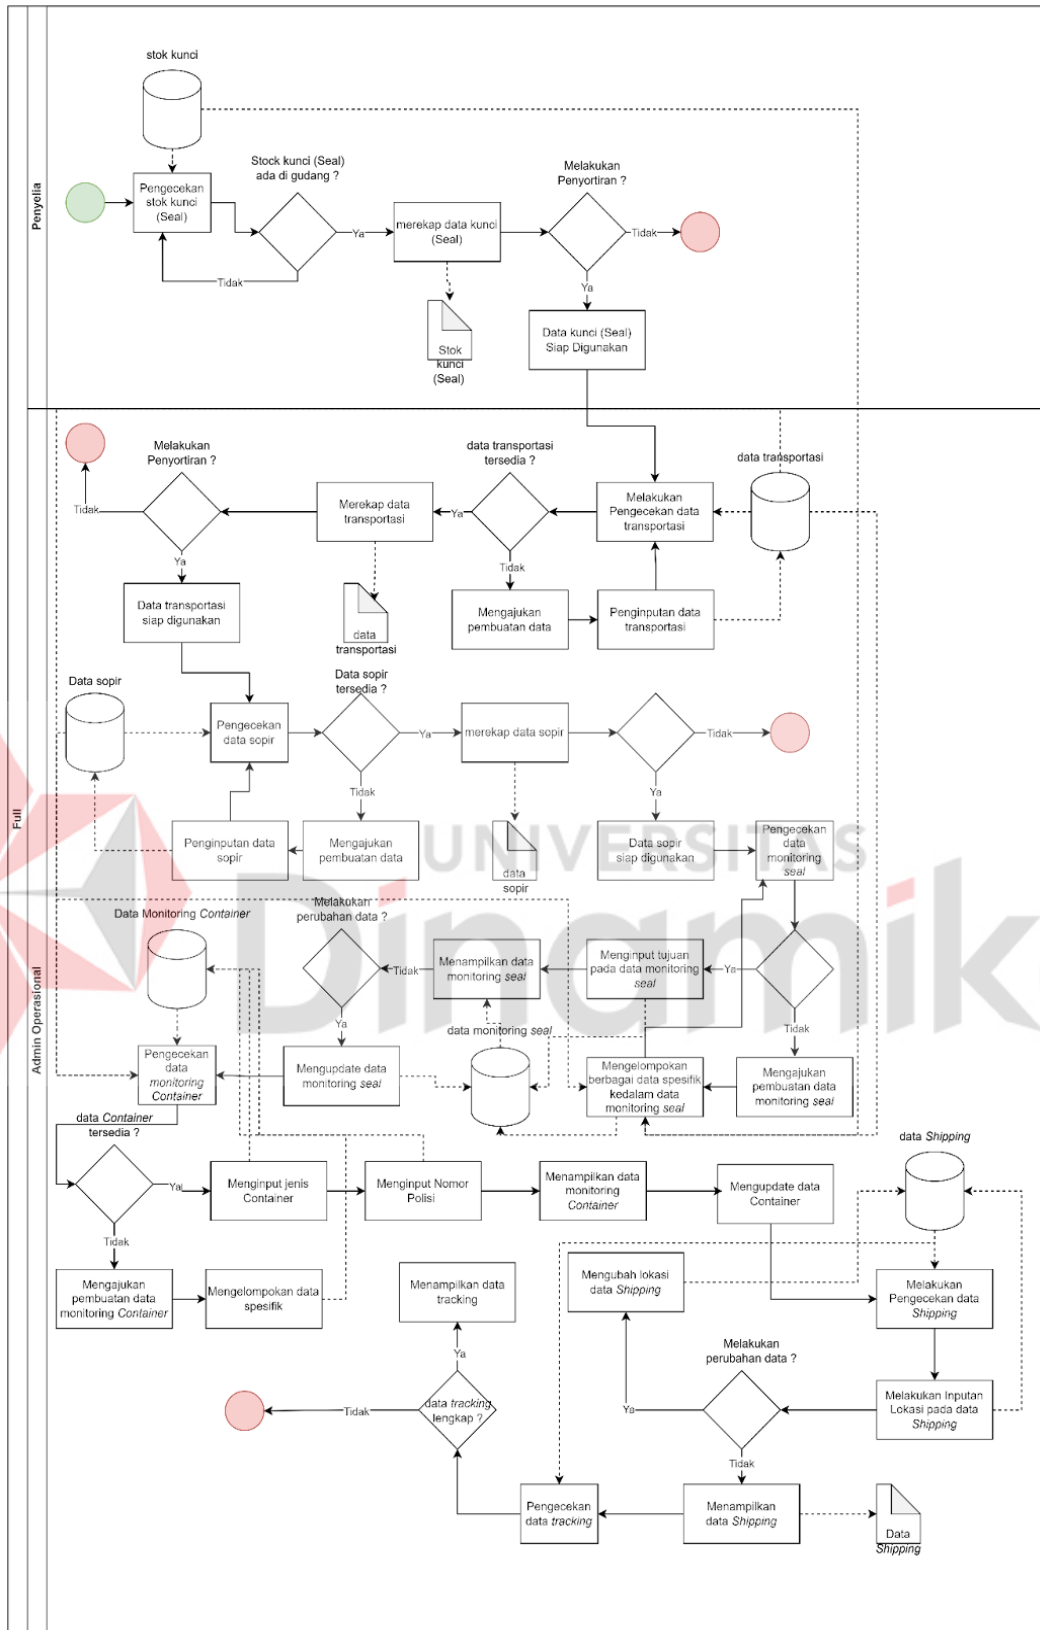 stok kunci
Full
Penyelia
Pengecekan
stok kunci
(Seal)
Stock kunci (Seal)
ada di gudang ?
Ya
Tidak
merekap data kunci
(Seal)
Stok
kunci
(Seal)
Melakukan
Penyortiran ?
Tidak
Ya
Data kunci (Seal)
Siap Digunakan
Admin Operasional
Melakukan
Penyortiran ?
Tidak
Ya
Merekap data
transportasi
data transportasi
tersedia ?
Ya
Tidak
Melakukan
Pengecekan data
transportasi
data transportasi
Data transportasi
siap digunakan
data
transportasi
Mengajukan
pembuatan data
Penginputan data
transportasi
Data sopir
Pengecekan
data sopir
Data sopir
tersedia ?
Ya
Tidak
merekap data sopir
Tidak
Ya
Penginputan data
sopir
Mengajukan
pembuatan data
data
sopir
Data sopir
siap digunakan
Pengecekan
data
monitoring
seal
UNIVERSITAS
Dinamik
Data Monitoring Container
Melakukan
perubahan data ?
Tidak
Ya
Menampilkan data
monitoring seal
Menginput tujuan
pada data monitoring
seal
Ya
Tidak
data monitoring seal
Pengecekan
data
monitoring
Container
Mengupdate data
monitoring seal
Mengelompokan
berbagai data spesifik
kedalam data
monitoring seal
Mengajukan
pembuatan data
monitoring seal
data Container
tersedia ?
Ya
Tidak
Menginput jenis
Container
Menginput Nomor
Polisi
Menampilkan data
monitoring
Container
Mengupdate data
Container
data Shipping
Mengajukan
pembuatan data
monitoring Container
Mengelompokan data
spesifik
Menampilkan data
tracking
Mengubah lokasi
data Shipping
Melakukan
Pengecekan data
Shipping
Ya
Melakukan
perubahan data ?
Tidak
data tracking
lengkap ?
Ya
Tidak
Melakukan Inputan
Lokasi pada data
Shipping
Pengecekan
data tracking
Menampilkan
data Shipping
Data
Shipping